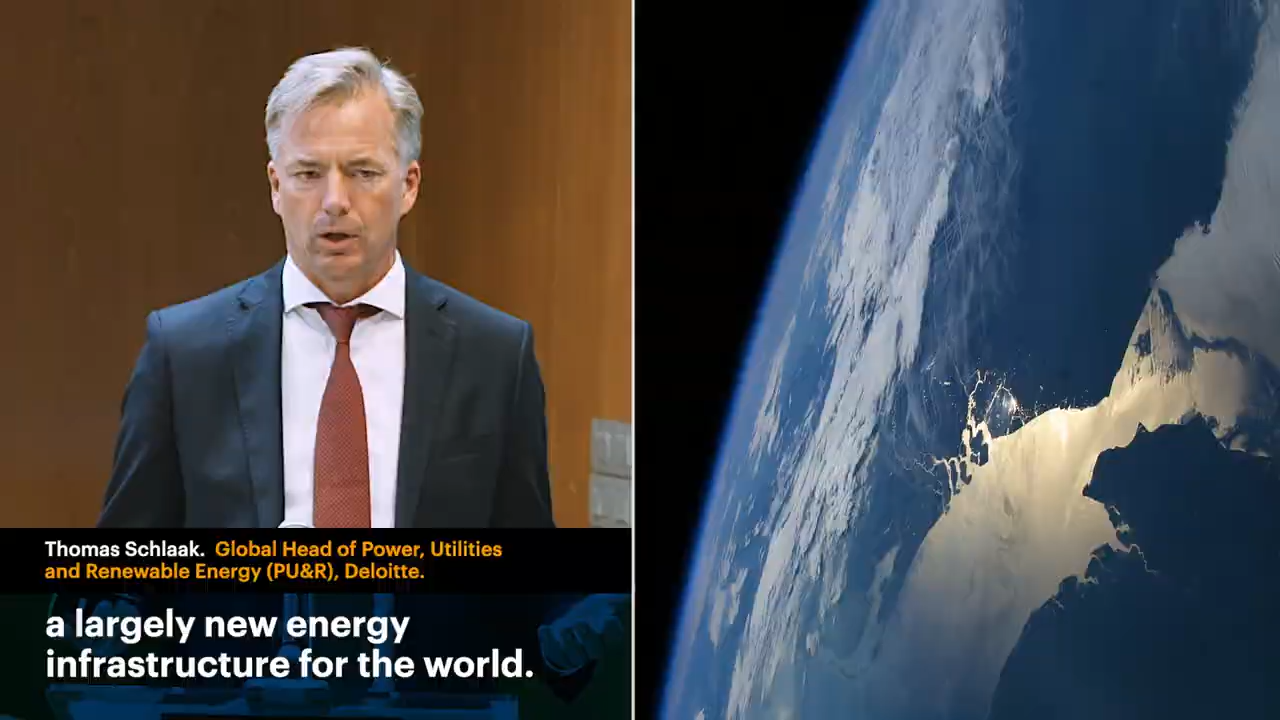 Thomas Schlaak. Global Head of Power, Utilities
and Renewable Energy (PU&R), Deloitte.
a largely new energy
infrastructure for the world.